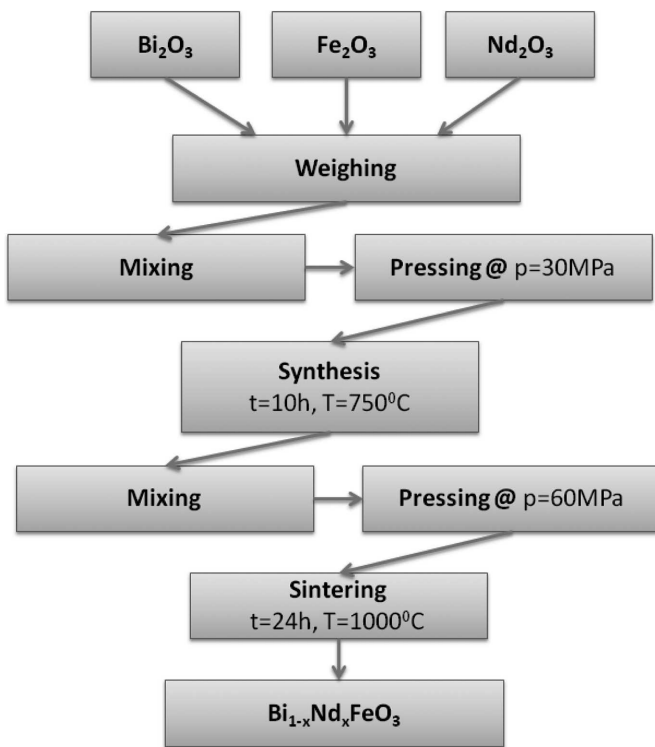 Bi₂O₃
Fe₂O₃
Nd₂O₃
Weighing
Mixing
Pressing @ p=30MPa
Synthesis
t=10h, T=750⁰C
Mixing
Pressing @ p=60MPa
Sintering
t=24h, T=1000⁰C
Bi₁₋ₓNdₓFeO₃